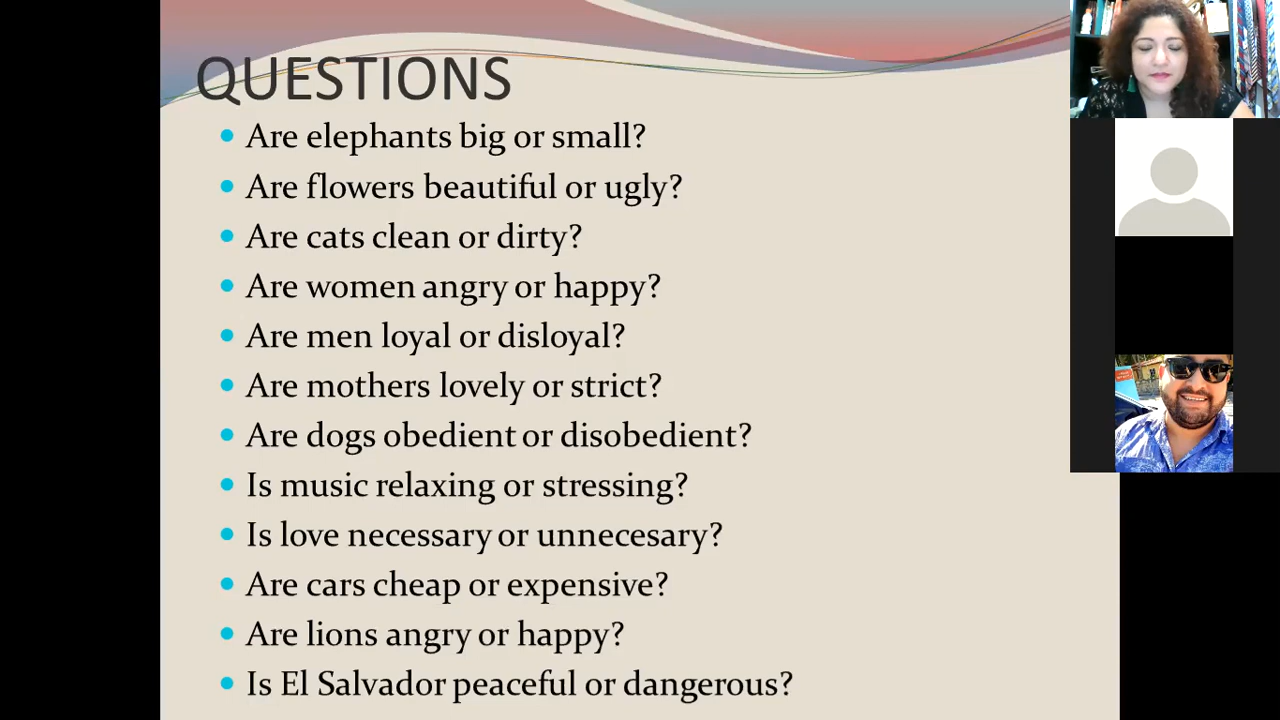 QUESTIONS
Are elephants big or small?
Are flowers beautiful or ugly?
Are cats clean or dirty?
Are women angry or happy?
Are men loyal or disloyal?
Are mothers lovely or strict?
Are dogs obedient or disobedient?
Is music relaxing or stressing?
Is love necessary or unnecesary?
Are cars cheap or expensive?
Are lions angry or happy?
Is El Salvador peaceful or dangerous?